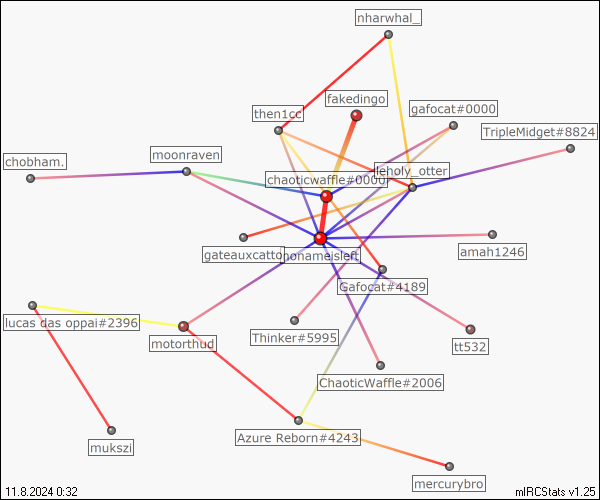 nharwhal_
fakedingo
then1cc
gafocat#0000
TripleMidget#8824
chobham.
moonraven
leholy_otter
chaoticwaffle#0000
gateauxcatto
nonameisleft
amah1246
Gafocat#4189
lucas das oppai#2396
motorthud
Thinker#5995
tt532
ChaoticWaffle#2006
mukszi
Azure Reborn#4243
mercurybro
11.8.2024 0:32
mIRCStats v1.25